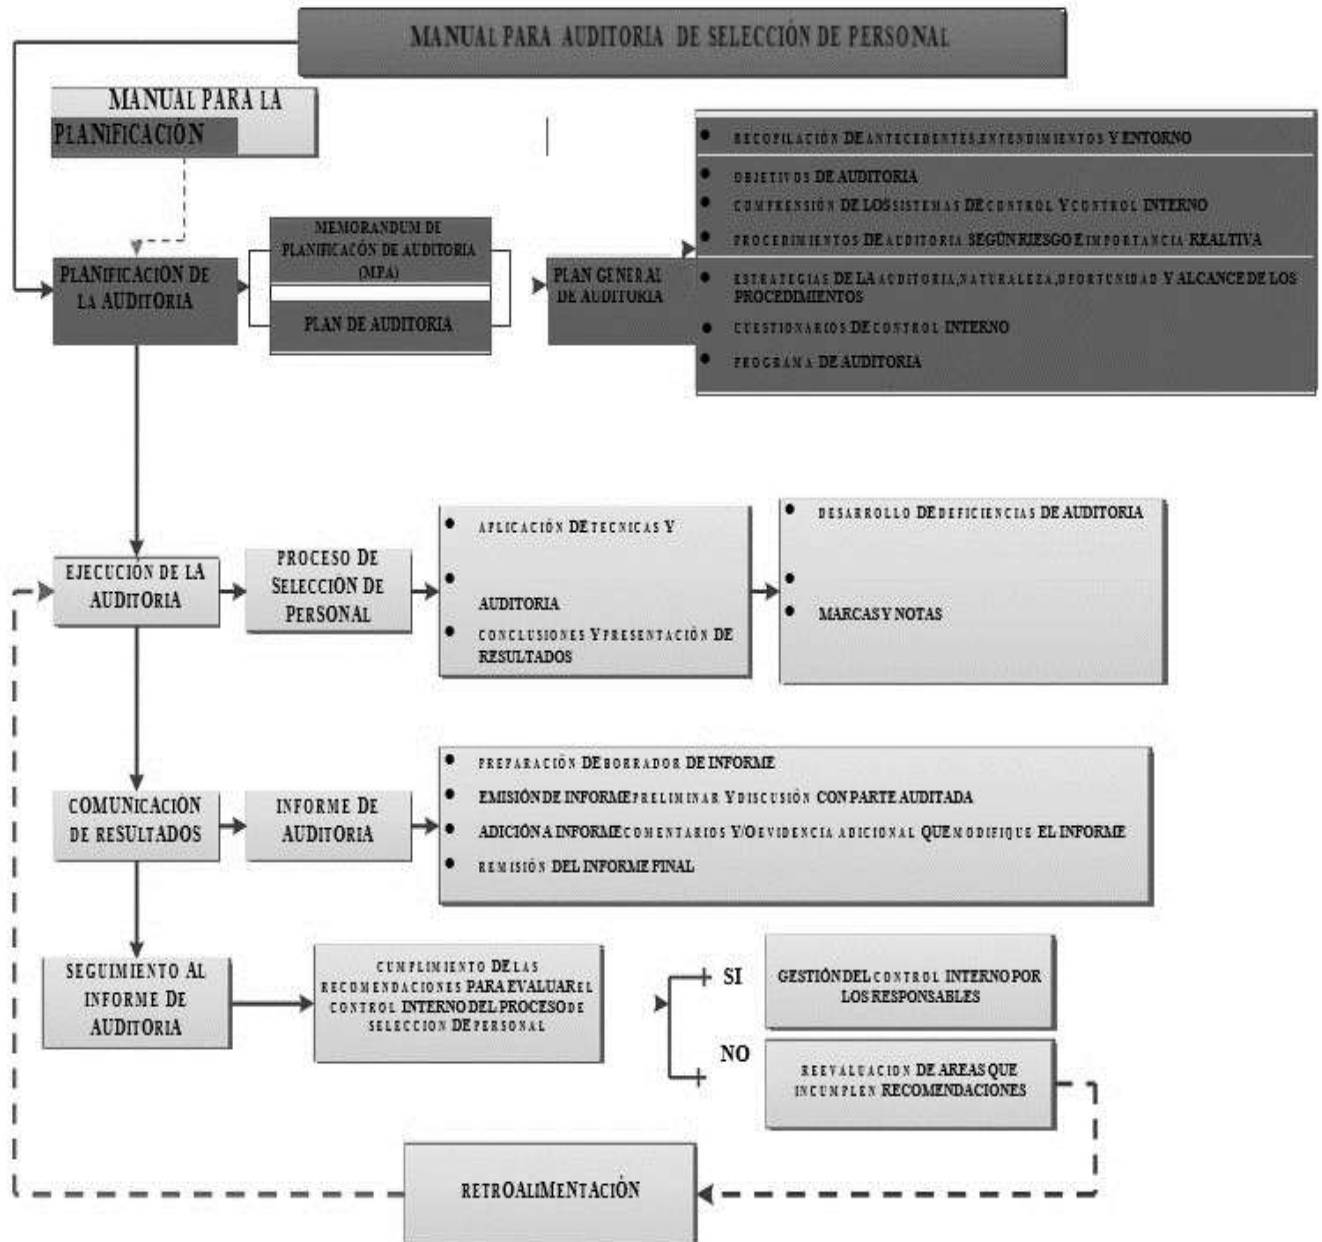 MANUAL PARA AUDITORIA DE SELECCIÓN DE PERSONAL
MANUAL PARA LA
PLANIFICACIÓN
RECOPILACIÓN DE ANTECEDENTES, ENTENDIMIENTOS Y ENTORNO
OBJETIVOS DE AUDITORIA
COMPRENSIÓN DE LOS SISTEMAS DE CONTROL Y CONTROL INTERNO
PROCEDIMIENTOS DE AUDITORIA SEGÚN RIESGO E IMPORTANCIA REALTIVA
ESTRATEGIAS DE LA AUDITORIA, NATURALEZA, OPORTUNIDAD Y ALCANCE DE LOS
PROCEDIMIENTOS
CUESTIONARIOS DE CONTROL INTERNO
PROGRAMA DE AUDITORIA
PLANIFICACIÓN DE
LA AUDITORIA
MEMORANDUM DE
PLANIFICACÓN DE AUDITORIA
(M.P.A)
PLAN DE AUDITORIA
PLAN GENERAL
DE AUDITORIA
EJECUCIÓN DE LA
AUDITORIA
PROCESO DE
SELECCIÓN DE
PERSONAL
APLICACIÓN DE TECNICAS Y
AUDITORIA
CONCLUSIONES Y PRESENTACIÓN DE
RESULTADOS
DESARROLLO DE DEFICIENCIAS DE AUDITORIA
MARCAS Y NOTAS
COMUNICACIÓN
DE RESULTADOS
INFORME DE
AUDITORIA
PREPARACIÓN DE BORRADOR DE INFORME
EMISIÓN DE INFORME PRELIMINAR Y DISCUSIÓN CON PARTE AUDITADA
ADICIÓN A INFORME COMENTARIOS Y/O EVIDENCIA ADICIONAL QUE MODIFIQUE EL INFORME
REMISIÓN DEL INFORME FINAL
SEGUIMIENTO AL
INFORME DE
AUDITORIA
CUMPLIMIENTO DE LAS
RECOMENDACIONES PARA EVALUAR EL
CONTROL INTERNO DEL PROCESO DE
SELECCION DE PERSONAL
SI
GESTIÓN DEL CONTROL INTERNO POR
LOS RESPONSABLES
NO
REEVALUACION DE AREAS QUE
INCUMPLEN RECOMENDACIONES
RETROALIMENTACIÓN